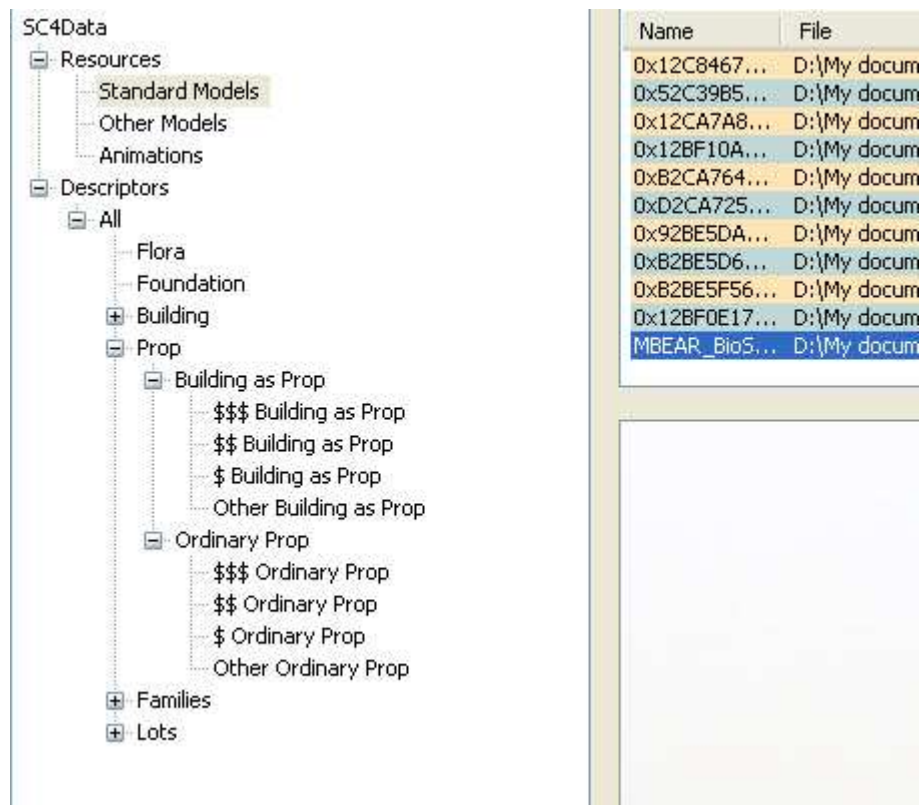 SC4Data
Resources
Standard Models
Other Models
Animations
Descriptors
All
Flora
Foundation
Building
Prop
Building as Prop
$$$ Building as Prop
$$ Building as Prop
$ Building as Prop
Other Building as Prop
Ordinary Prop
$$$ Ordinary Prop
$$ Ordinary Prop
$ Ordinary Prop
Other Ordinary Prop
Families
Lots
Name File
0x12C8467... D:\My docum
0x52C39B5... D:\My docum
0x12CA7A8... D:\My docum
0x12BF10A... D:\My docum
0xB2CA764... D:\My docum
0xD2CA725... D:\My docum
0x92BE5DA... D:\My docum
0xB2BE5D6... D:\My docum
0xB2BE5F56... D:\My docum
0x12BF0E17... D:\My docum
MBEAR_BioS... D:\My docum